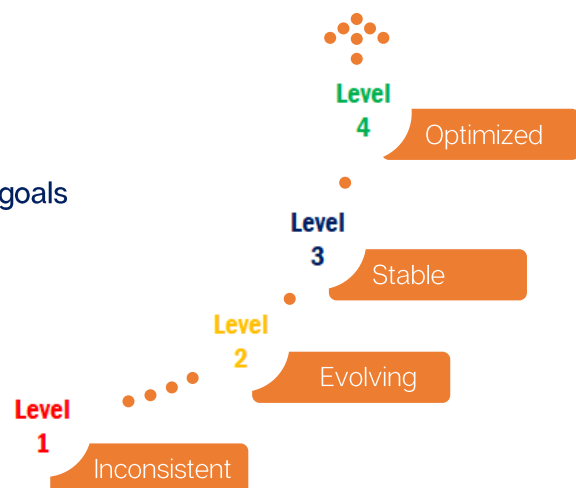 Level
4
Optimized
goals
Level
3
Stable
Level
2
Evolving
Level
1
Inconsistent